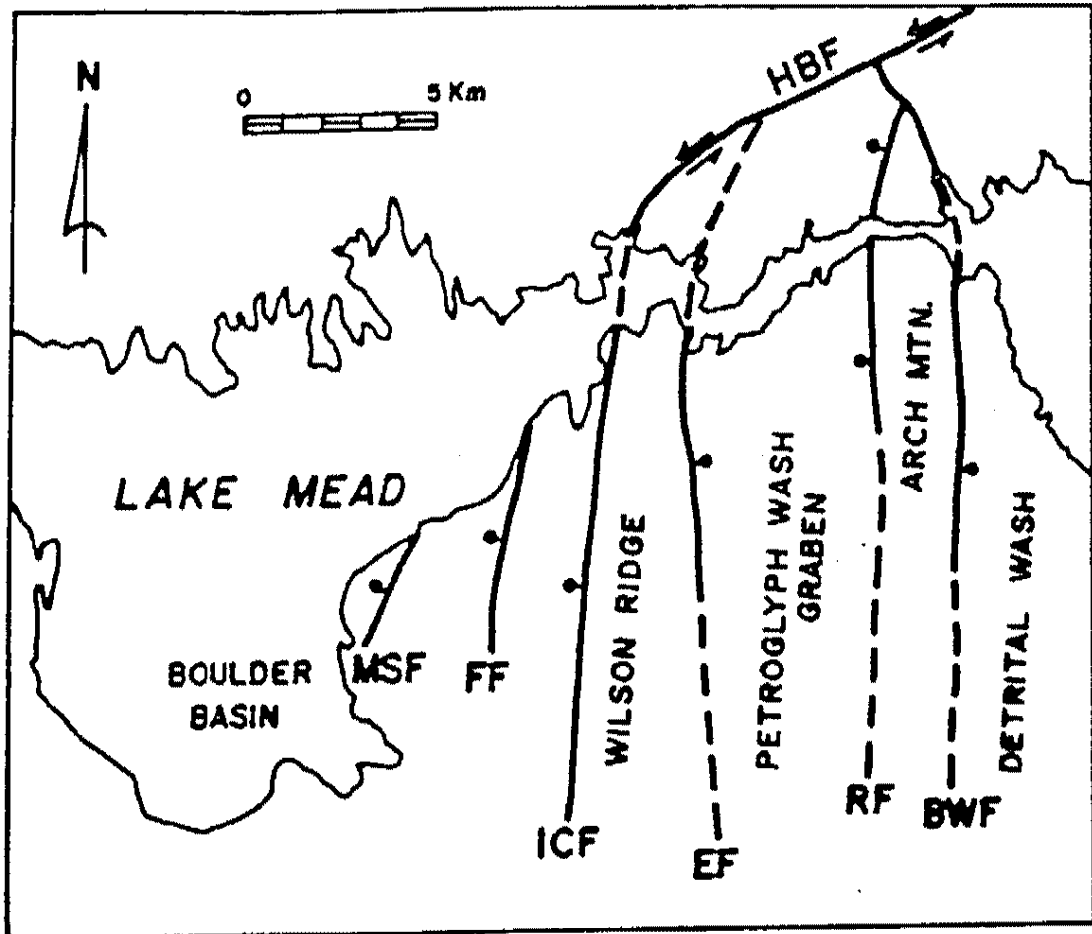 N
0 5 Km
HBF
LAKE MEAD
BOULDER
BASIN
MSF
FF
ICF
WILSON RIDGE
EF
PETROGLYPH WASH
GRABEN
RF
ARCH MTN.
BWF
DETRITAL WASH